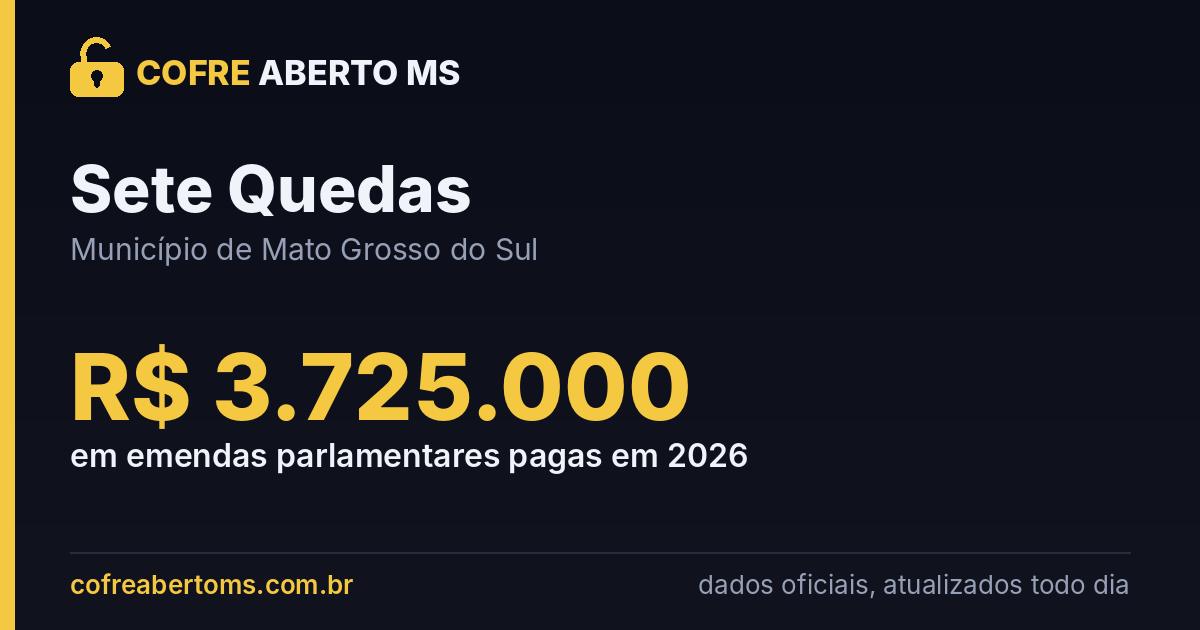 COFRE ABERTO MS
Sete Quedas
Município de Mato Grosso do Sul
R$ 3.725.000
em emendas parlamentares pagas em 2026
cofreabertoms.com.br
dados oficiais, atualizados todo dia